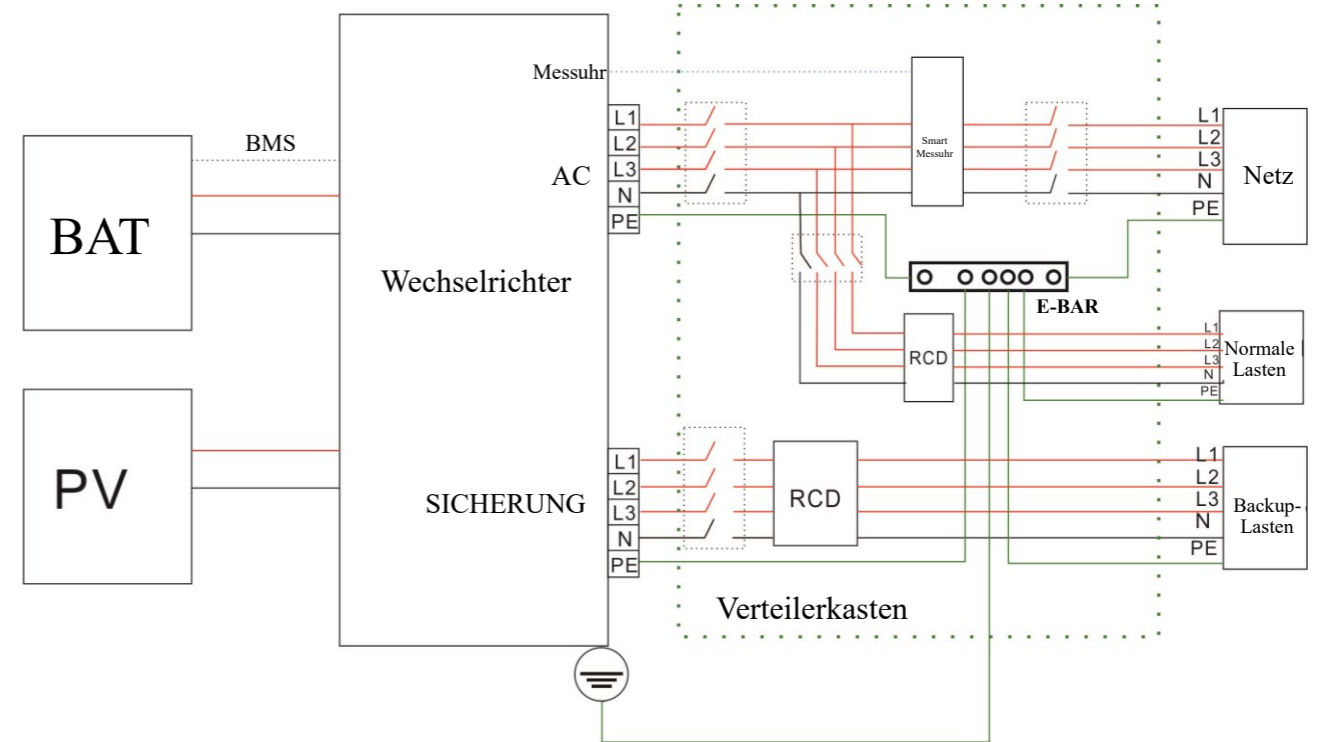 Messuhr
BMS
BAT
Wechselrichter
AC
L1
L2
L3
N
PE
Smart
Messuhr
L1
L2
L3
N
PE
Netz
E-BAR
RCD
L1
L2
L3
N
PE
Normale
Lasten
PV
SICHERUNG
L1
L2
L3
N
PE
RCD
L1
L2
L3
N
PE
Backup-
Lasten
Verteilerkasten